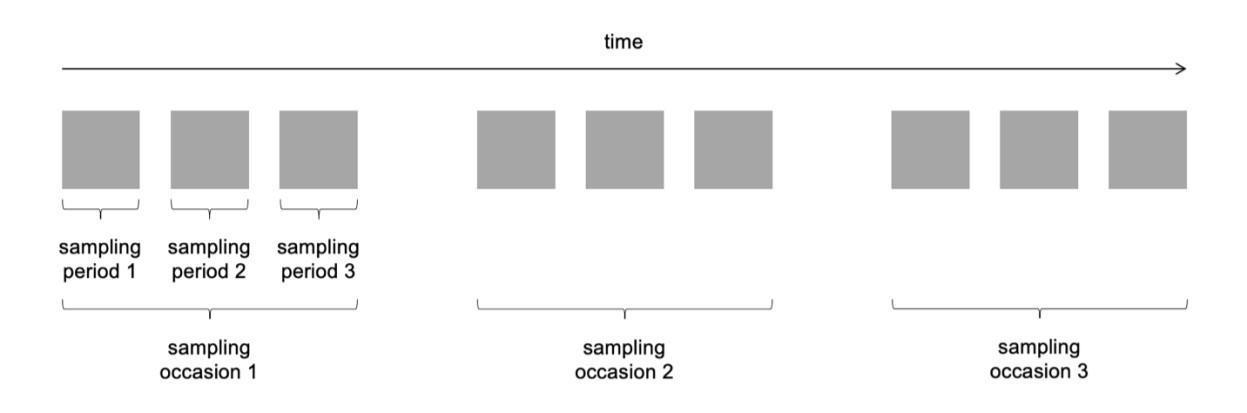 time
sampling
period 1
sampling
period 2
sampling
period 3
sampling
occasion 1
sampling
occasion 2
sampling
occasion 3